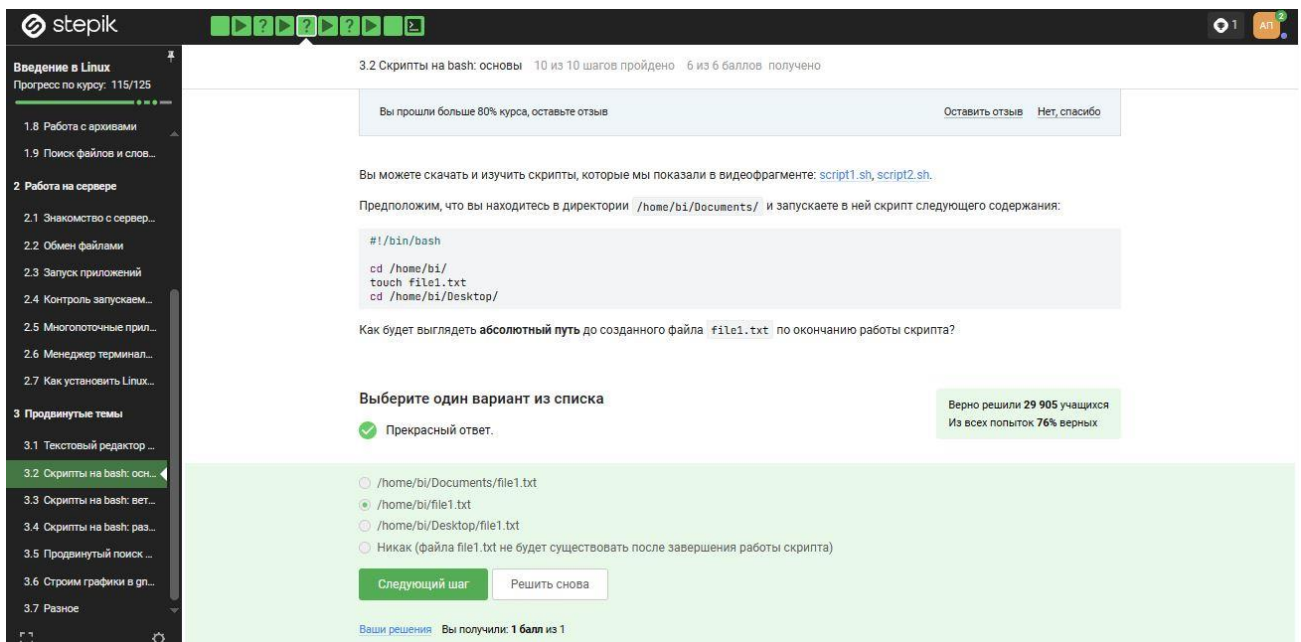 stepik
1
АП
2
Введение в Linux
Прогресс по курсу: 115/125
1.8 Работа с архивами
1.9 Поиск файлов и слов...
2 Работа на сервере
2.1 Знакомство с сервер...
2.2 Обмен файлами
2.3 Запуск приложений
2.4 Контроль запускаем...
2.5 Многопоточные прил...
2.6 Менеджер терминал...
2.7 Как установить Linux...
3 Продвинутые темы
3.1 Текстовый редактор ...
3.2 Скрипты на bash: осн...
3.3 Скрипты на bash: вет...
3.4 Скрипты на bash: раз...
3.5 Продвинутый поиск ...
3.6 Строим графики в gn...
3.7 Разное
3.2 Скрипты на bash: основы 10 из 10 шагов пройдено 6 из 6 баллов получено
Вы прошли больше 80% курса, оставьте отзыв Оставить отзыв Нет, спасибо
Вы можете скачать и изучить скрипты, которые мы показали в видеофрагменте: script1.sh, script2.sh.
Предположим, что вы находитесь в директории /home/bi/Documents/ и запускаете в ней скрипт следующего содержания:
#!/bin/bash
cd /home/bi/
touch file1.txt
cd /home/bi/Desktop/
Как будет выглядеть абсолютный путь до созданного файла file1.txt по окончанию работы скрипта?
Выберите один вариант из списка
Прекрасный ответ.
Верно решили 29 905 учащихся
Из всех попыток 76% верных
/home/bi/Documents/file1.txt
/home/bi/file1.txt
/home/bi/Desktop/file1.txt
Никак (файла file1.txt не будет существовать после завершения работы скрипта)
Следующий шаг Решить снова
Ваши решения Вы получили: 1 балл из 1